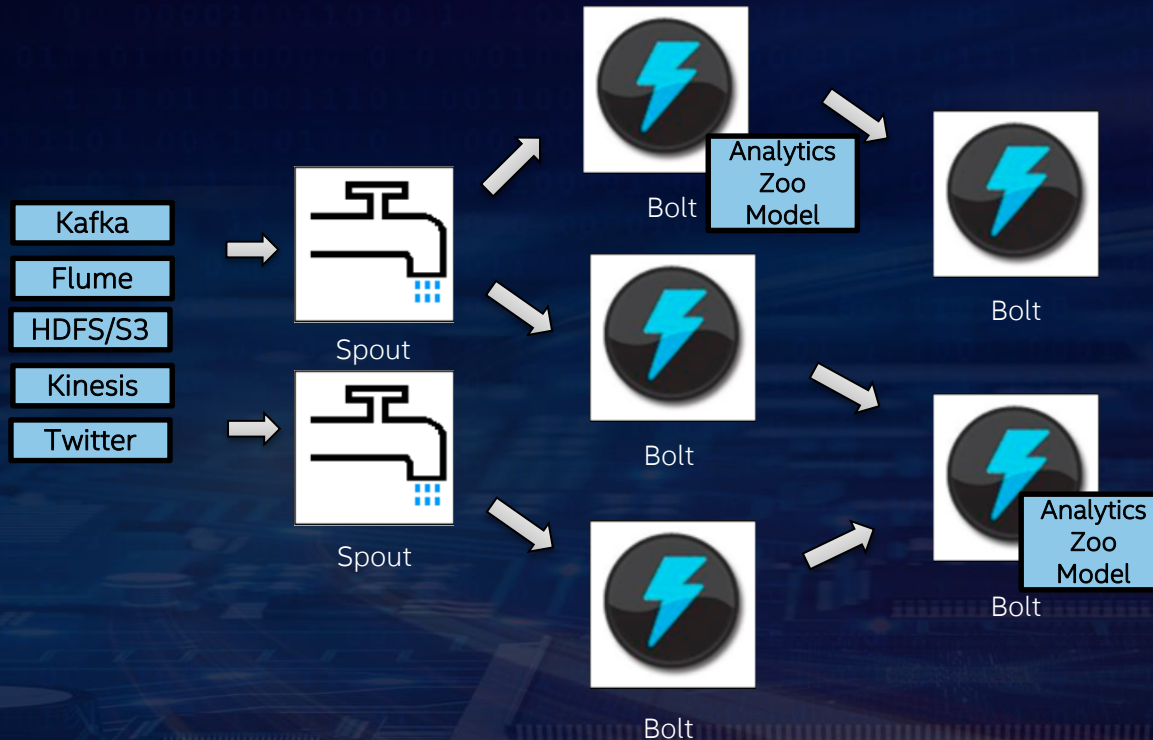 Kafka
Flume
HDFS/S3
Kinesis
Twitter
Spout
Spout
Bolt
Analytics
Zoo
Model
Bolt
Bolt
Bolt
Bolt
Analytics
Zoo
Model